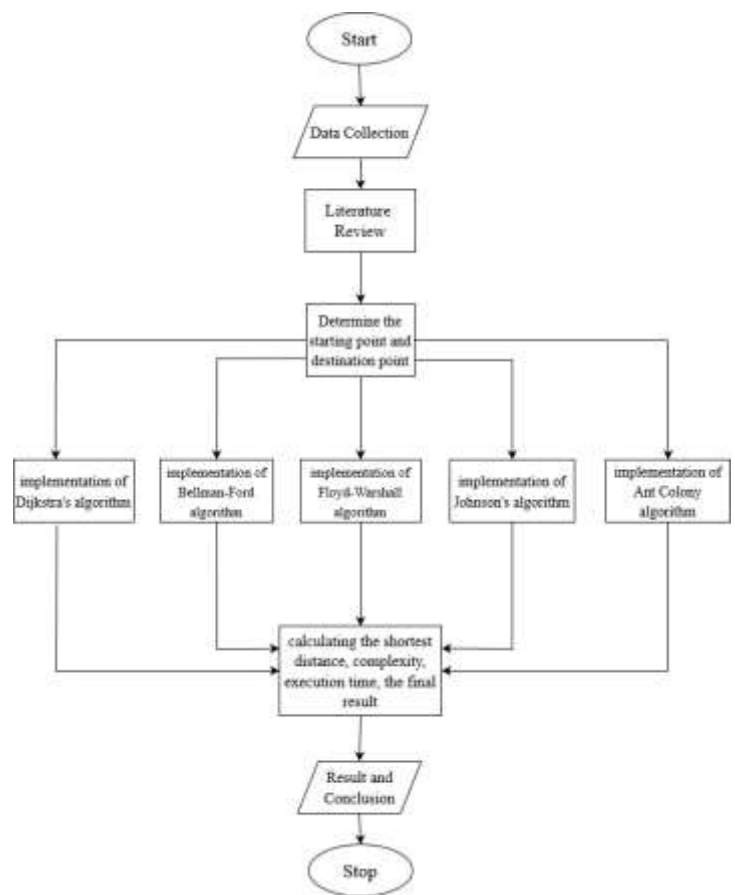 Start
Data Collection
Literature
Review
Determine the
starting point and
destination point
implementation of
Dijkstra's algorithm
implementation of
Bellman-Ford
algorithm
implementation of
Floyd-Warshall
algorithm
implementation of
Johnson's algorithm
implementation of
Ant Colony
algorithm
calculating the shortest
distance, complexity,
execution time, the final
result
Result and
Conclusion
Stop